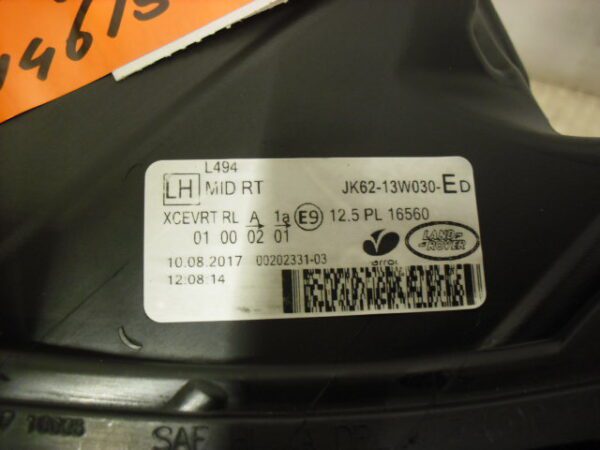 L494
LH MID RT JK62-13W030-ED
XCEVRT RL A 1a E9 12.5 PL 16560
01 00 02 01
LAND ROVER
10.08.2017 00202331-03
12:08:14
SAE